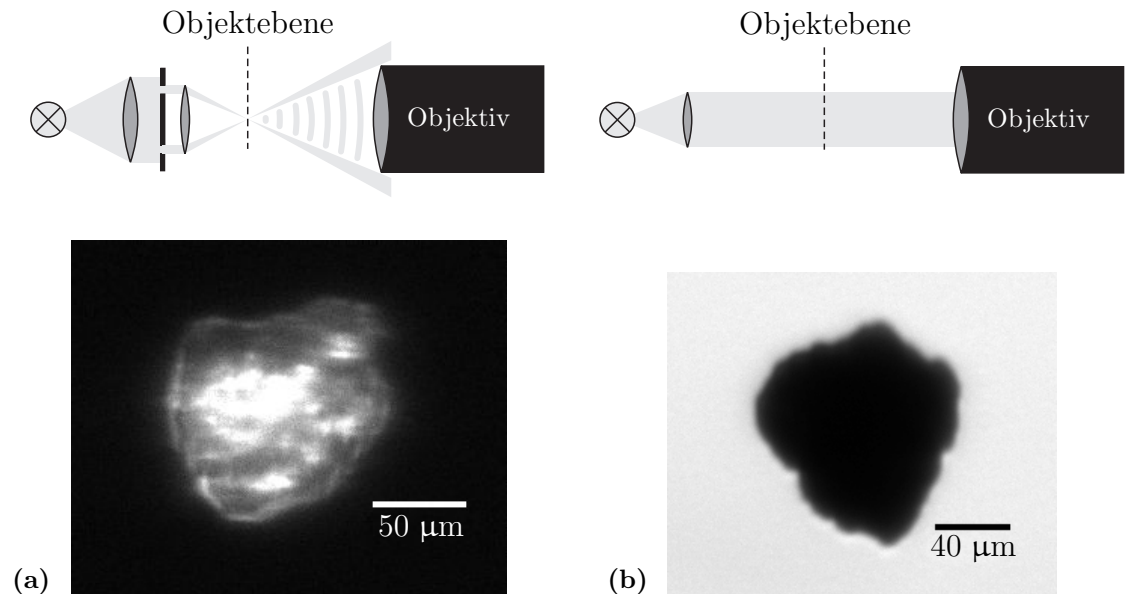 Objektebene
Objektiv
Objektebene
Objektiv
50 µm
(a)
40 µm
(b)